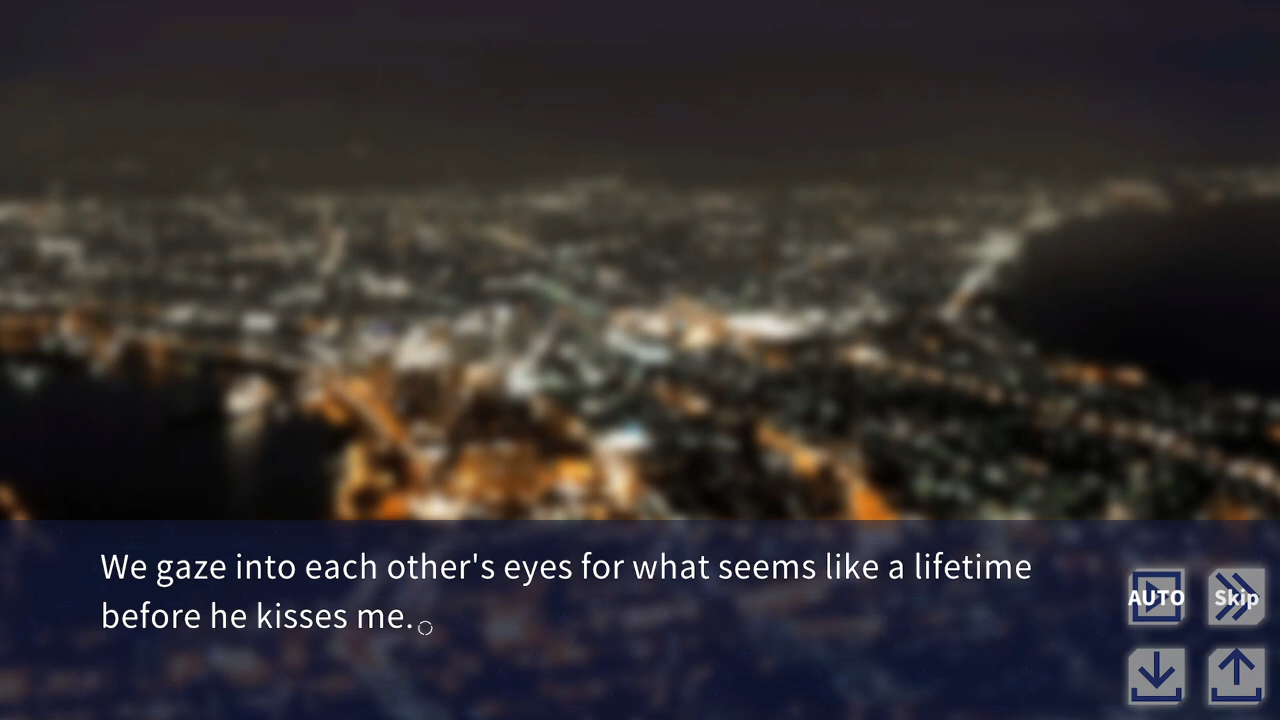 We gaze into each other's eyes for what seems like a lifetime
before he kisses me.
AUTO
Skip